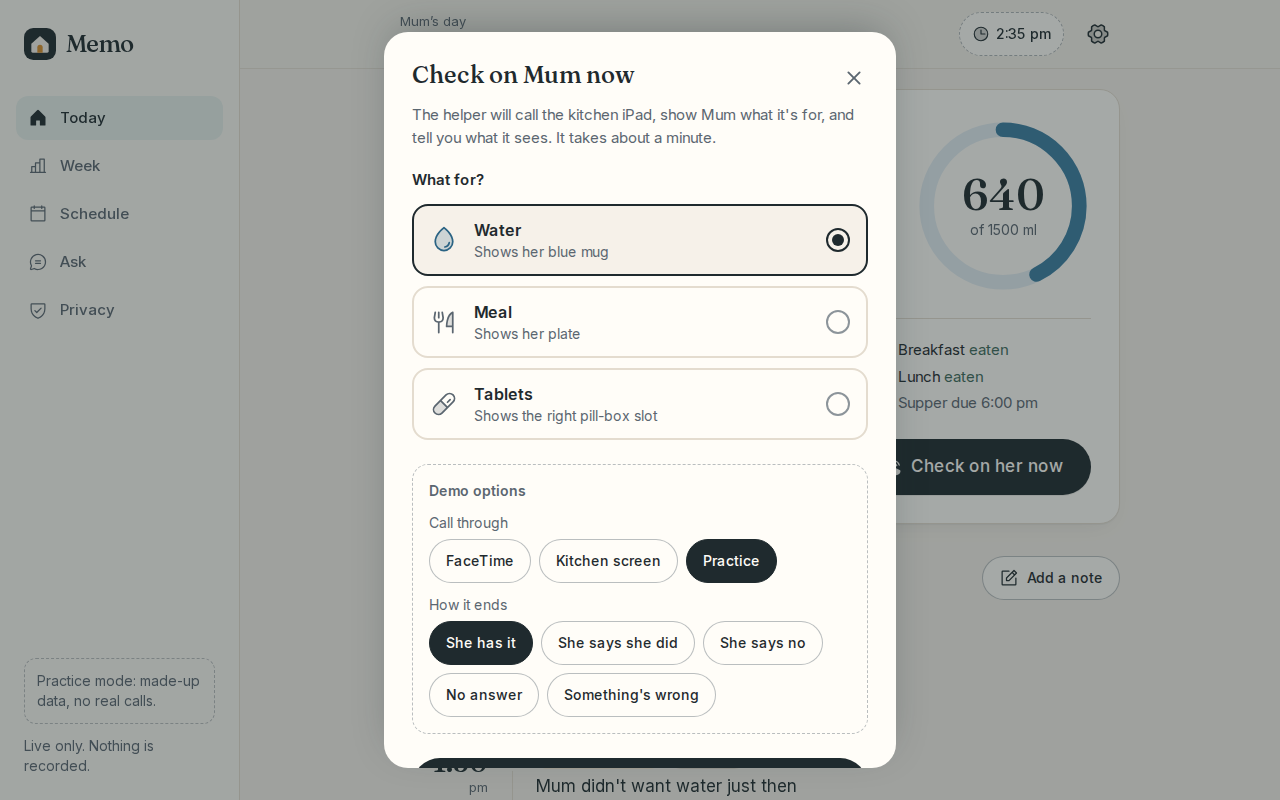 Memo
Today
Week
Schedule
Ask
Privacy
Practice mode: made-up
data, no real calls.
Live only. Nothing is
recorded.
Mum's day
2:35 pm
Check on Mum now
The helper will call the kitchen iPad, show Mum what it's for, and
tell you what it sees. It takes about a minute.
What for?
Water
Shows her blue mug
Meal
Shows her plate
Tablets
Shows the right pill-box slot
Demo options
Call through
FaceTime
Kitchen screen
Practice
How it ends
She has it
She says she did
She says no
No answer
Something's wrong
640
of 1500 ml
Breakfast eaten
Lunch eaten
Supper due 6:00 pm
Check on her now
Add a note
pm
Mum didn't want water just then